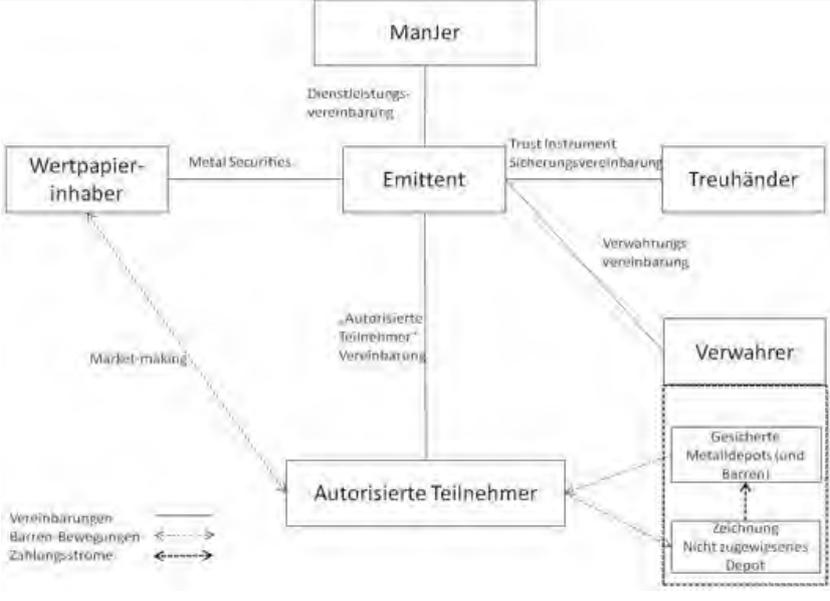 ManJer
Dienstleistungs-
vereinbarung
Wertpapier-
inhaber
Metal Securities
Emittent
Trust Instrument
Sicherungsvereinbarung
Treuhänder
Verwahrungs
vereinbarung
„Autorisierte
Teilnehmer“
Vereinbarung
Market-making
Verwahrer
Gesicherte
Metalldepots (und
Barren)
Autorisierte Teilnehmer
Zeichnung
Nicht zugewiesenes
Depot
Vereinbarungen
Barren-Bewegungen
Zahlungsströme